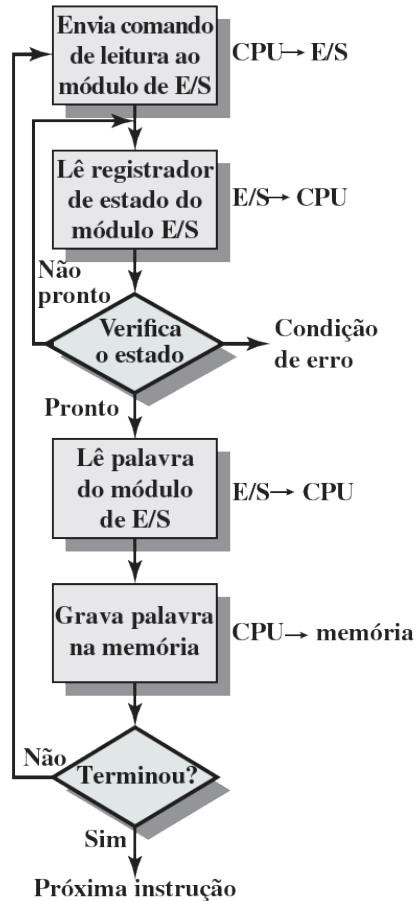 Envia comando
de leitura ao
módulo de E/S
CPU → E/S
Lê registrador
de estado do
módulo E/S
E/S → CPU
Não
pronto
Verifica
o estado
Condição
de erro
Pronto
Lê palavra
do módulo
de E/S
E/S → CPU
Grava palavra
na memória
CPU → memória
Não
Terminou?
Sim
Próxima instrução